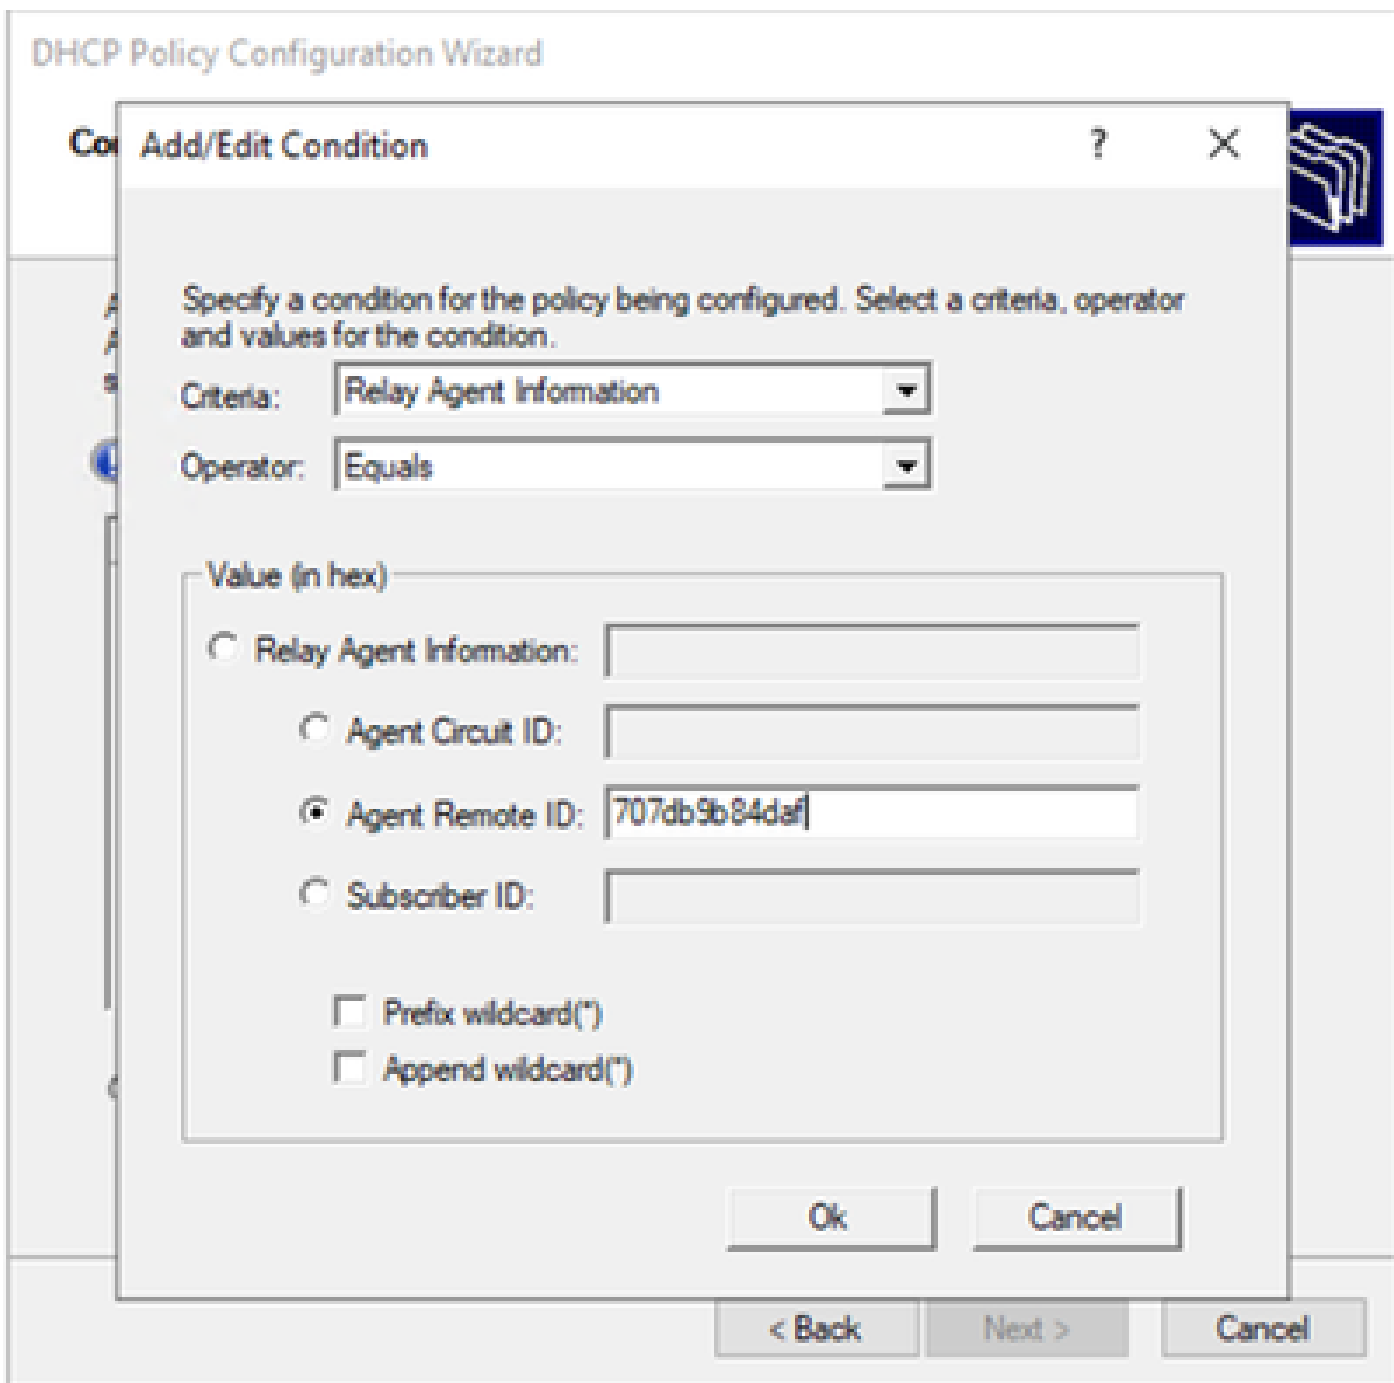 DHCP Policy Configuration Wizard
Add/Edit Condition
?
Specify a condition for the policy being configured. Select a criteria, operator
and values for the condition.
Criteria: Relay Agent Information
Operator: Equals
Value (in hex)
Relay Agent Information:
Agent Circuit ID:
Agent Remote ID: 707db9b84daf
Subscriber ID:
Prefix wildcard(*)
Append wildcard(*)
Ok Cancel
< Back Next > Cancel